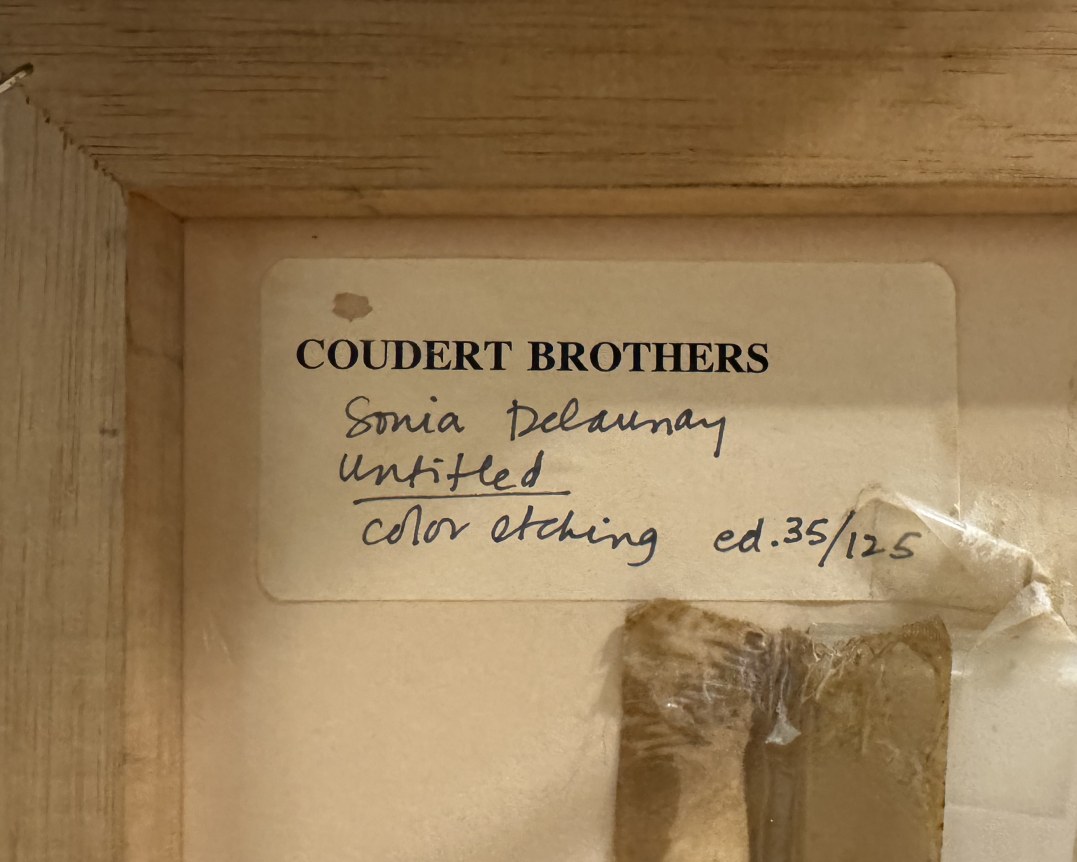 COUDERT BROTHERS
Sonia Delaunay
Untitled
color etching ed. 35/125